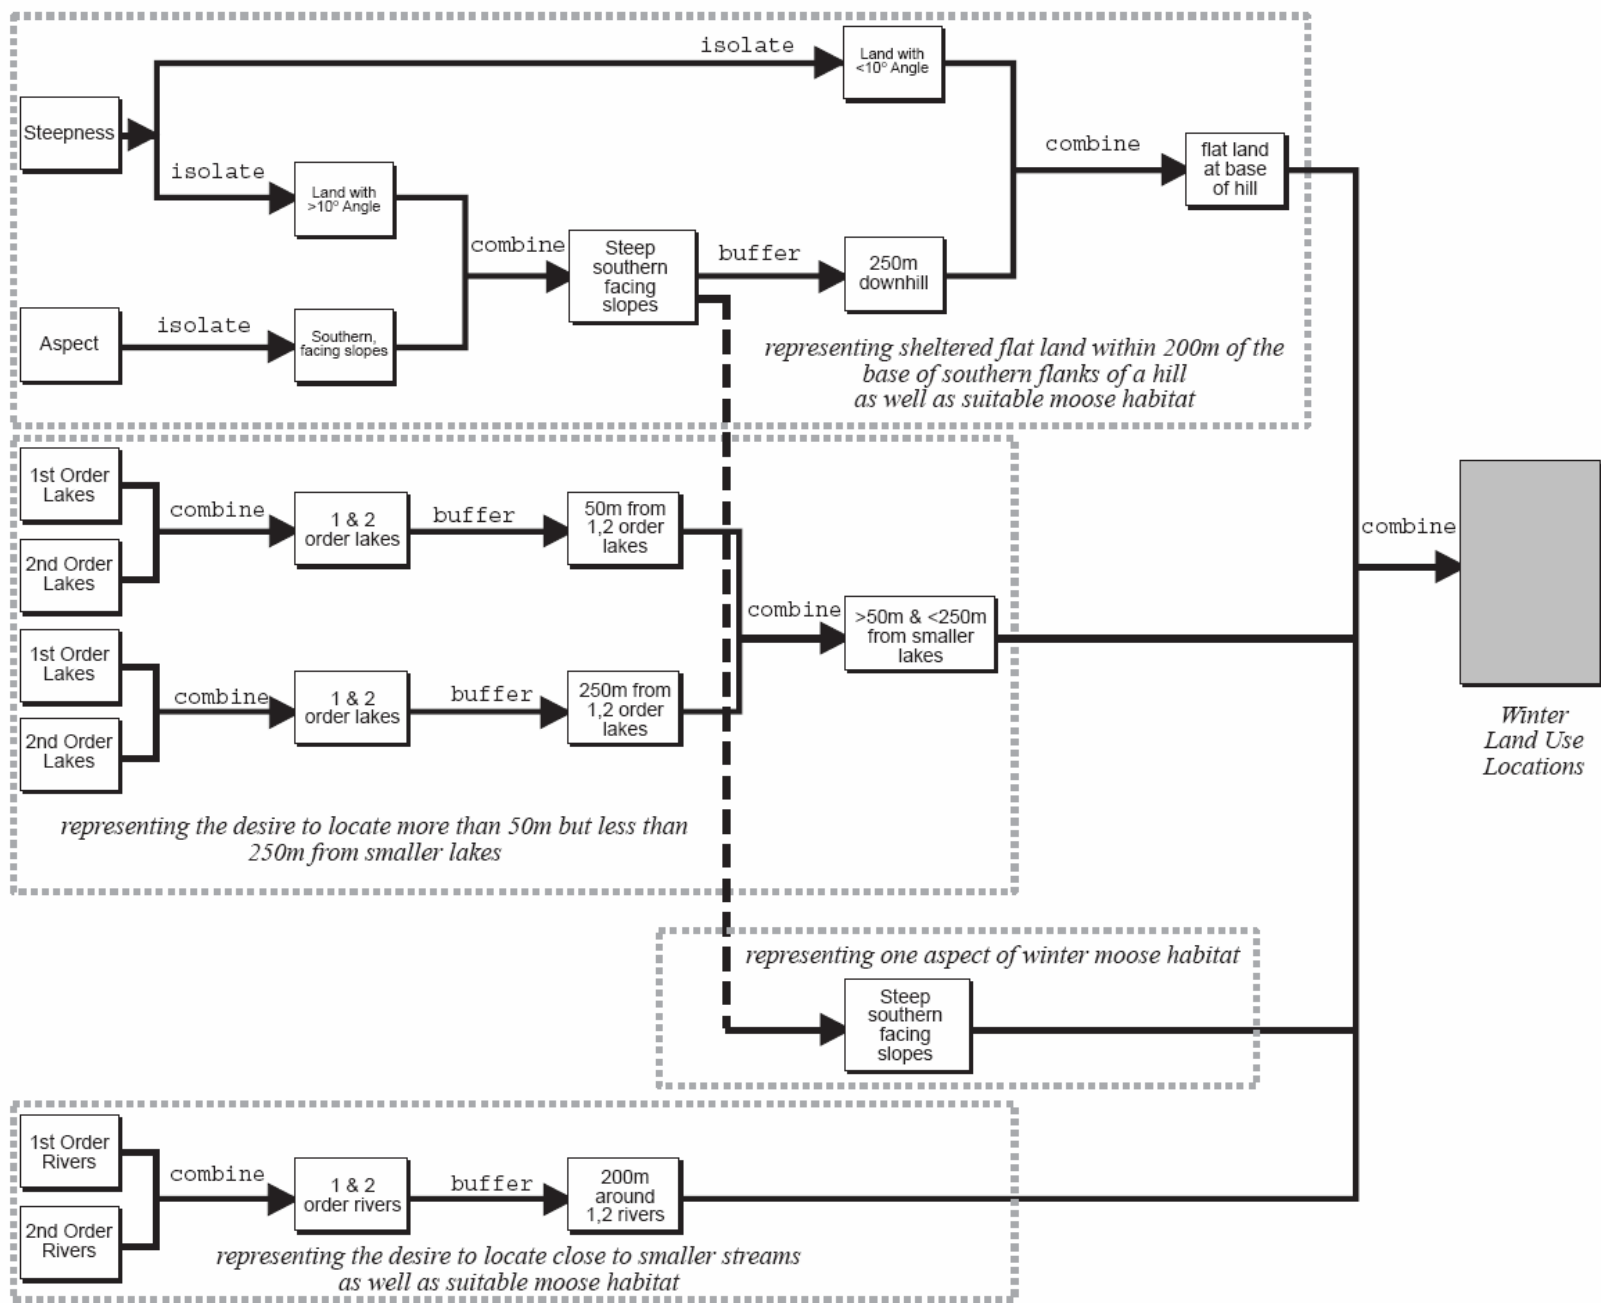 isolate
Land with
<10° Angle
Steepness
combine
flat land
at base
of hill
isolate
Land with
>10° Angle
combine
Steep
southern
facing
slopes
buffer
250m
downhill
Aspect
isolate
Southern,
facing slopes
representing sheltered flat land within 200m of the
base of southern flanks of a hill
as well as suitable moose habitat
1st Order
Lakes
2nd Order
Lakes
combine
1 & 2
order lakes
buffer
50m from
1,2 order
lakes
1st Order
Lakes
2nd Order
Lakes
combine
1 & 2
order lakes
buffer
250m from
1,2 order
lakes
combine
>50m & <250m
from smaller
lakes
representing the desire to locate more than 50m but less than
250m from smaller lakes
combine
Winter
Land Use
Locations
representing one aspect of winter moose habitat
Steep
southern
facing
slopes
1st Order
Rivers
2nd Order
Rivers
combine
1 & 2
order rivers
buffer
200m
around
1,2 rivers
representing the desire to locate close to smaller streams
as well as suitable moose habitat